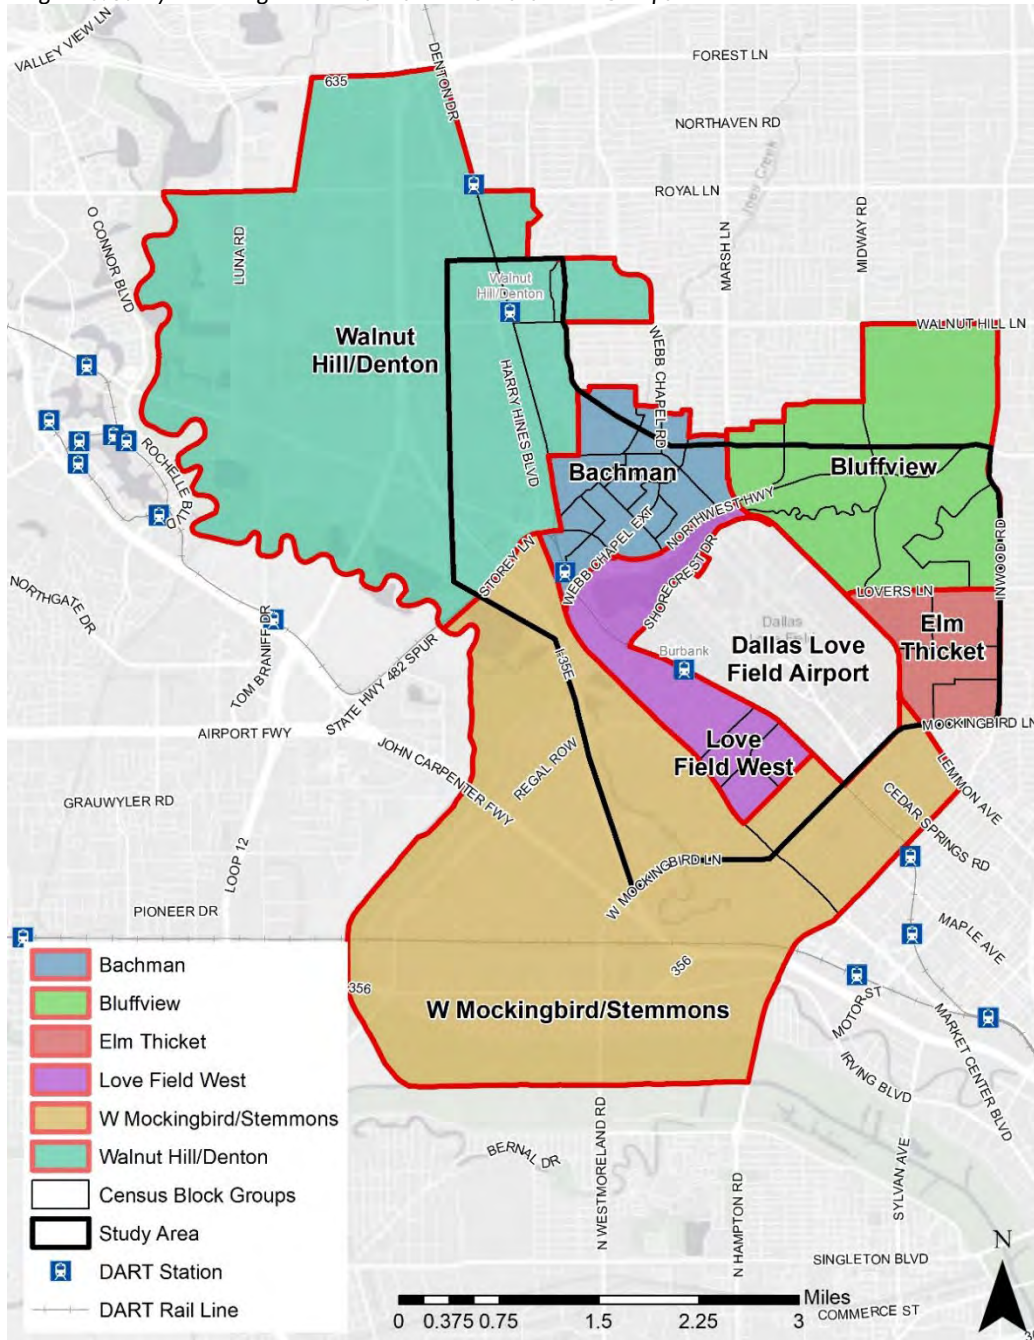 VALLEY VIEW LN
DENTON DR
FOREST LN
635
NORTHAVEN RD
Joes Creek
ROYAL LN
O CONNOR BLVD
LUNA RD
MARSH LN
MIDWAY RD
Walnut
Hill/Denton
WALNUT HILL LN
Walnut
Hill/Denton
WEBB CHAPEL RD
HARRY HINES BLVD
ROCHELLE BLVD
Bachman
Bluffview
NORTHWEST HWY
WEBB CHAPEL EXT
STOREY LN
SHORECREST DR
INWOOD RD
LOVERS LN
NORTHGATE DR
TOM BRANIFF DR
Dallas
Elm
Thicket
Dallas Love
Field Airport
Burbank
I-35E
STATE HWY 482 SPUR
AIRPORT FWY
MOCKINGBIRD LN
JOHN CARPENTER FWY
REGAL ROW
Love
Field West
LEMMON AVE
CEDAR SPRINGS RD
GRAUWYLER RD
LOOP 12
W MOCKINGBIRD LN
PIONEER DR
MAPLE AVE
356
356
W Mockingbird/Stemmons
MOTOR ST
MARKET CENTER BLVD
IRVING BLVD
BERNAL DR
N WESTMORELAND RD
N HAMPTON RD
SYLVAN AVE
SINGLETON BLVD
COMMERCE ST
Bachman
Bluffview
Elm Thicket
Love Field West
W Mockingbird/Stemmons
Walnut Hill/Denton
Census Block Groups
Study Area
DART Station
DART Rail Line
Miles
0 0.375 0.75 1.5 2.25 3
N